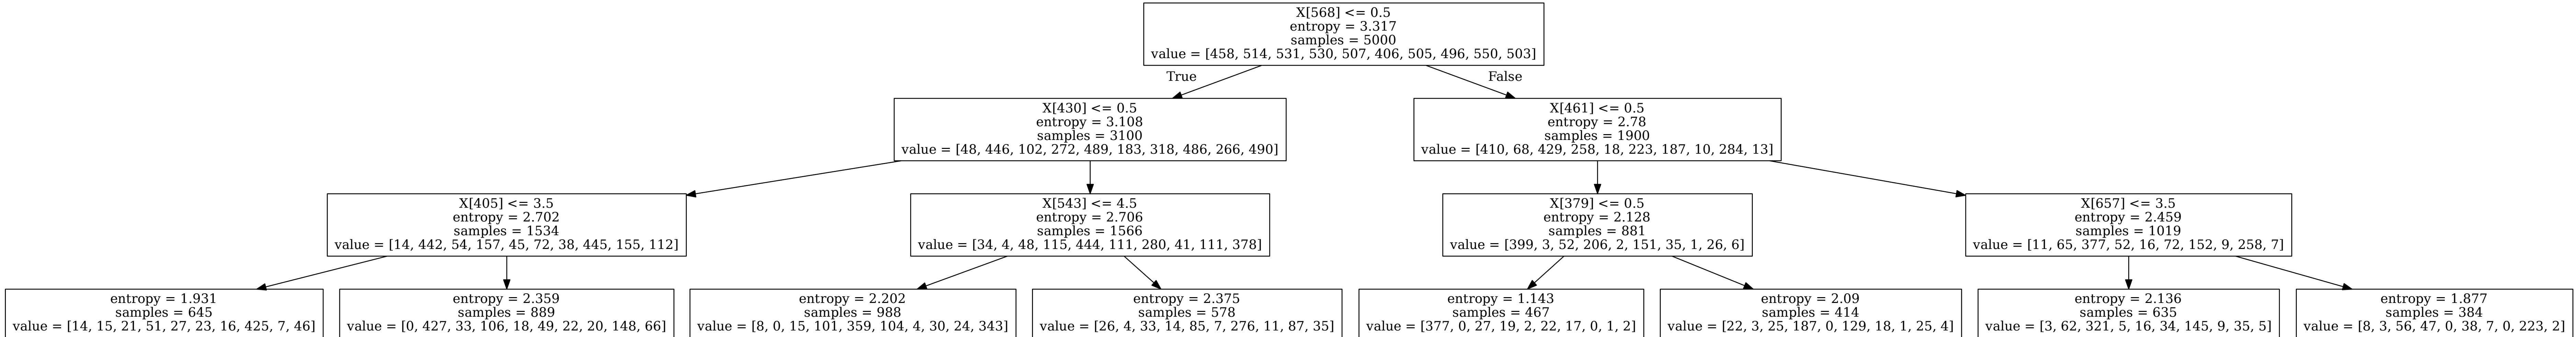 X[568] <= 0.5
entropy = 3.317
samples = 5000
value = [458, 514, 531, 530, 507, 406, 505, 496, 550, 503]
True
False
X[430] <= 0.5
entropy = 3.108
samples = 3100
value = [48, 446, 102, 272, 489, 183, 318, 486, 266, 490]
X[461] <= 0.5
entropy = 2.78
samples = 1900
value = [410, 68, 429, 258, 18, 223, 187, 10, 284, 13]
X[405] <= 3.5
entropy = 2.702
samples = 1534
value = [14, 442, 54, 157, 45, 72, 38, 445, 155, 112]
X[543] <= 4.5
entropy = 2.706
samples = 1566
value = [34, 4, 48, 115, 444, 111, 280, 41, 111, 378]
X[379] <= 0.5
entropy = 2.128
samples = 881
value = [399, 3, 52, 206, 2, 151, 35, 1, 26, 6]
X[657] <= 3.5
entropy = 2.459
samples = 1019
value = [11, 65, 377, 52, 16, 72, 152, 9, 258, 7]
entropy = 1.931
samples = 645
value = [14, 15, 21, 51, 27, 23, 16, 425, 7, 46]
entropy = 2.359
samples = 889
value = [0, 427, 33, 106, 18, 49, 22, 20, 148, 66]
entropy = 2.202
samples = 988
value = [8, 0, 15, 101, 359, 104, 4, 30, 24, 343]
entropy = 2.375
samples = 578
value = [26, 4, 33, 14, 85, 7, 276, 11, 87, 35]
entropy = 1.143
samples = 467
value = [377, 0, 27, 19, 2, 22, 17, 0, 1, 2]
entropy = 2.09
samples = 414
value = [22, 3, 25, 187, 0, 129, 18, 1, 25, 4]
entropy = 2.136
samples = 635
value = [3, 62, 321, 5, 16, 34, 145, 9, 35, 5]
entropy = 1.877
samples = 384
value = [8, 3, 56, 47, 0, 38, 7, 0, 223, 2]